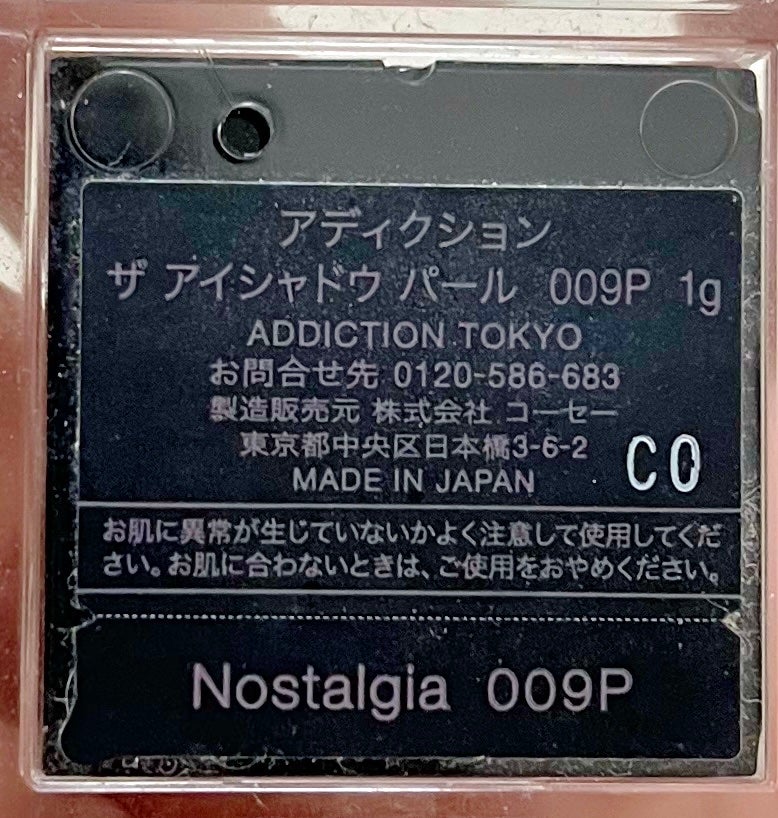 アディクション
ザ アイシャドウ パール 009P 1g
ADDICTION TOKYO
お問合せ先 0120-586-683
製造販売元 株式会社 コーセー
東京都中央区日本橋3-6-2
MADE IN JAPAN
CO
お肌に異常が生じていないかよく注意して使用してくだ
さい。お肌に合わないときは、ご使用をおやめください。
Nostalgia 009P